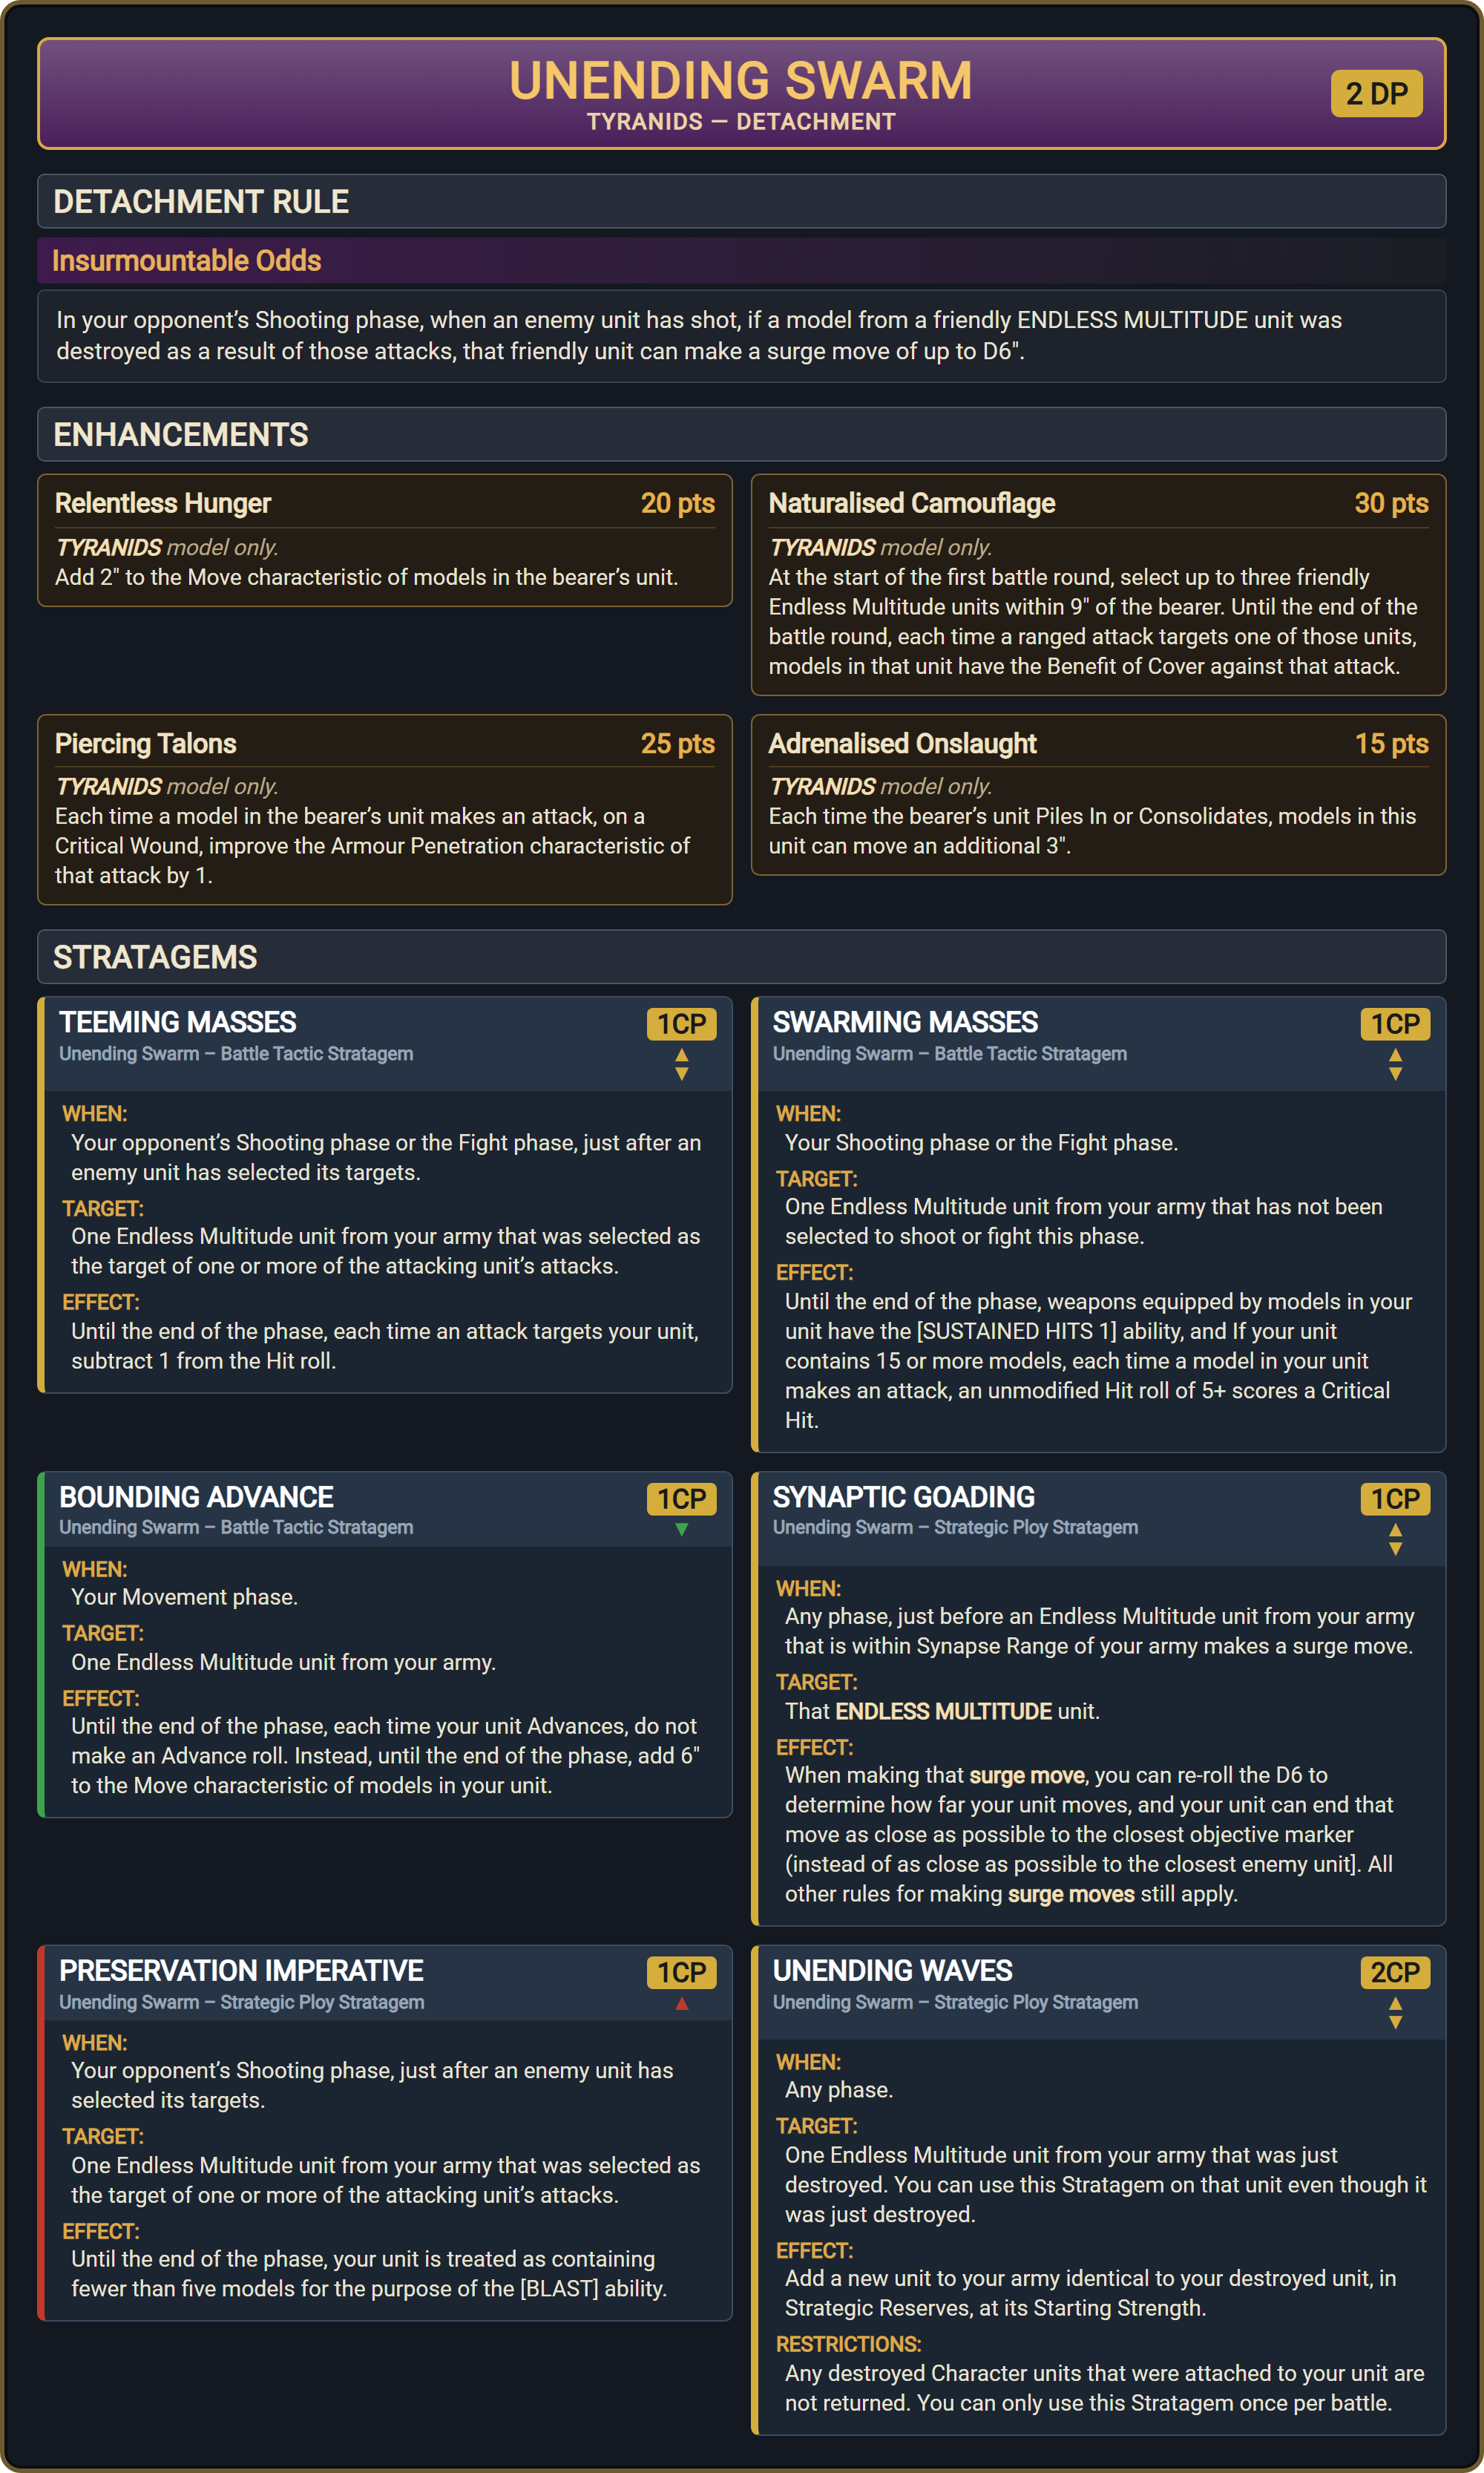 UNENDING SWARM
TYRANIDS — DETACHMENT
2 DP
DETACHMENT RULE
Insurmountable Odds
In your opponent’s Shooting phase, when an enemy unit has shot, if a model from a friendly ENDLESS MULTITUDE unit was
destroyed as a result of those attacks, that friendly unit can make a surge move of up to D6".
ENHANCEMENTS
Relentless Hunger
20 pts
TYRANIDS model only.
Add 2" to the Move characteristic of models in the bearer’s unit.
Naturalised Camouflage
30 pts
TYRANIDS model only.
At the start of the first battle round, select up to three friendly
Endless Multitude units within 9" of the bearer. Until the end of the
battle round, each time a ranged attack targets one of those units,
models in that unit have the Benefit of Cover against that attack.
Piercing Talons
25 pts
TYRANIDS model only.
Each time a model in the bearer’s unit makes an attack, on a
Critical Wound, improve the Armour Penetration characteristic of
that attack by 1.
Adrenalised Onslaught
15 pts
TYRANIDS model only.
Each time the bearer’s unit Piles In or Consolidates, models in this
unit can move an additional 3".
STRATAGEMS
TEEMING MASSES
1CP
Unending Swarm – Battle Tactic Stratagem
WHEN:
Your opponent’s Shooting phase or the Fight phase, just after an
enemy unit has selected its targets.
TARGET:
One Endless Multitude unit from your army that was selected as
the target of one or more of the attacking unit’s attacks.
EFFECT:
Until the end of the phase, each time an attack targets your unit,
subtract 1 from the Hit roll.
SWARMING MASSES
1CP
Unending Swarm – Battle Tactic Stratagem
WHEN:
Your Shooting phase or the Fight phase.
TARGET:
One Endless Multitude unit from your army that has not been
selected to shoot or fight this phase.
EFFECT:
Until the end of the phase, weapons equipped by models in your
unit have the [SUSTAINED HITS 1] ability, and If your unit
contains 15 or more models, each time a model in your unit
makes an attack, an unmodified Hit roll of 5+ scores a Critical
Hit.
BOUNDING ADVANCE
1CP
Unending Swarm – Battle Tactic Stratagem
WHEN:
Your Movement phase.
TARGET:
One Endless Multitude unit from your army.
EFFECT:
Until the end of the phase, each time your unit Advances, do not
make an Advance roll. Instead, until the end of the phase, add 6"
to the Move characteristic of models in your unit.
SYNAPTIC GOADING
1CP
Unending Swarm – Strategic Ploy Stratagem
WHEN:
Any phase, just before an Endless Multitude unit from your army
that is within Synapse Range of your army makes a surge move.
TARGET:
That ENDLESS MULTITUDE unit.
EFFECT:
When making that surge move, you can re-roll the D6 to
determine how far your unit moves, and your unit can end that
move as close as possible to the closest objective marker
(instead of as close as possible to the closest enemy unit]. All
other rules for making surge moves still apply.
PRESERVATION IMPERATIVE
1CP
Unending Swarm – Strategic Ploy Stratagem
WHEN:
Your opponent’s Shooting phase, just after an enemy unit has
selected its targets.
TARGET:
One Endless Multitude unit from your army that was selected as
the target of one or more of the attacking unit’s attacks.
EFFECT:
Until the end of the phase, your unit is treated as containing
fewer than five models for the purpose of the [BLAST] ability.
UNENDING WAVES
2CP
Unending Swarm – Strategic Ploy Stratagem
WHEN:
Any phase.
TARGET:
One Endless Multitude unit from your army that was just
destroyed. You can use this Stratagem on that unit even though it
was just destroyed.
EFFECT:
Add a new unit to your army identical to your destroyed unit, in
Strategic Reserves, at its Starting Strength.
RESTRICTIONS:
Any destroyed Character units that were attached to your unit are
not returned. You can only use this Stratagem once per battle.